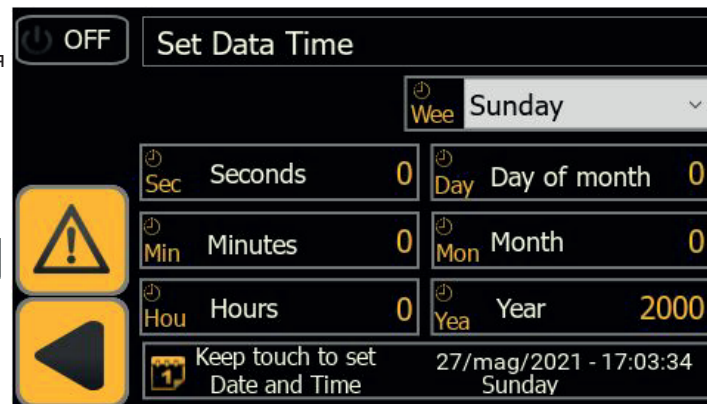 я
OFF
Set Data Time
Wee Sunday
Sec Seconds 0
Day Day of month 0
Min Minutes 0
Mon Month 0
Hou Hours 0
Yea Year 2000
1 Keep touch to set
Date and Time
27/mag/2021 - 17:03:34
Sunday